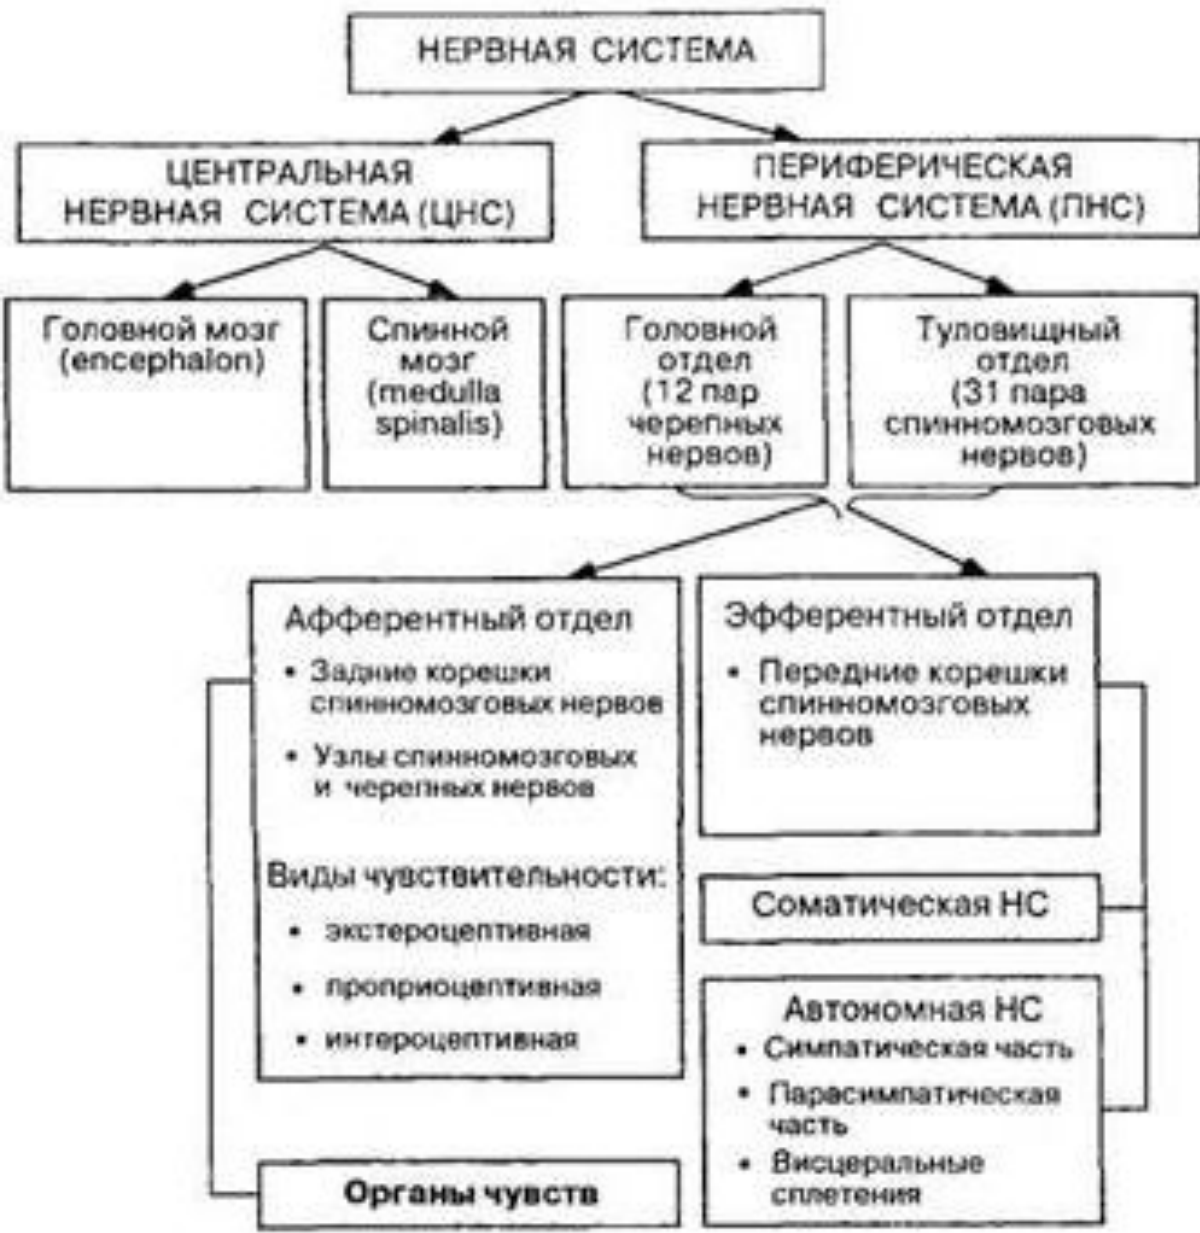 НЕРВНАЯ СИСТЕМА
ЦЕНТРАЛЬНАЯ
НЕРВНАЯ СИСТЕМА (ЦНС)
ПЕРИФЕРИЧЕСКАЯ
НЕРВНАЯ СИСТЕМА (ПНС)
Головной мозг
(encephalon)
Спинной
мозг
(medulla
spinalis)
Головной
отдел
(12 пар
черепных
нервов)
Туловищный
отдел
(31 пара
спинномозговых
нервов)
Афферентный отдел
• Задние корешки
спинномозговых нервов
• Узлы спинномозговых
и черепных нервов
Виды чувствительности:
• экстероцептивная
• проприоцептивная
• интероцептивная
Органы чувств
Эфферентный отдел
• Передние корешки
спинномозговых
нервов
Соматическая НС
Автономная НС
• Симпатическая часть
• Парасимпатическая
часть
• Висцеральные
сплетения